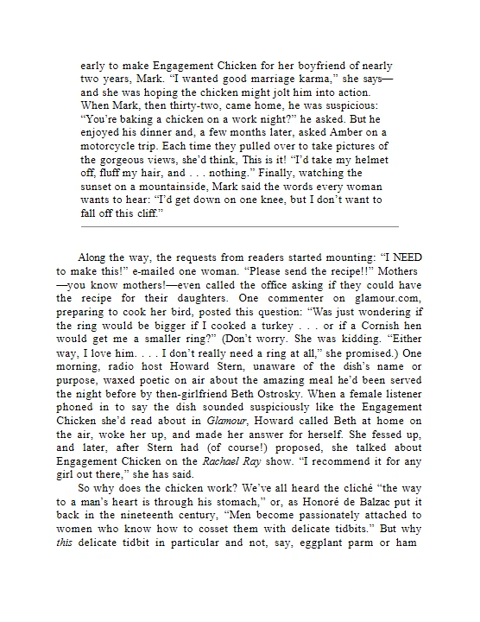 early to make Engagement Chicken for her boyfriend of nearly
two years, Mark. “I wanted good marriage karma,” she says—
and she was hoping the chicken might jolt him into action.
When Mark, then thirty-two, came home, he was suspicious:
“You’re baking a chicken on a work night?” he asked. But he
enjoyed his dinner and, a few months later, asked Amber on a
motorcycle trip. Each time they pulled over to take pictures of
the gorgeous views, she’d think, This is it! “I’d take my helmet
off, fluff my hair, and . . . nothing.” Finally, watching the
sunset on a mountainside, Mark said the words every woman
wants to hear: “I’d get down on one knee, but I don’t want to
fall off this cliff.”
Along the way, the requests from readers started mounting: “I NEED
to make this!” e-mailed one woman. “Please send the recipe!!” Mothers
—you know mothers!—even called the office asking if they could have
the recipe for their daughters. One commenter on glamour.com,
preparing to cook her bird, posted this question: “Was just wondering if
the ring would be bigger if I cooked a turkey . . . or if a Cornish hen
would get me a smaller ring?” (Don’t worry. She was kidding. “Either
way, I love him. . . . I don’t really need a ring at all,” she promised.) One
morning, radio host Howard Stern, unaware of the dish’s name or
purpose, waxed poetic on air about the amazing meal he’d been served
the night before by then-girlfriend Beth Ostrosky. When a female listener
phoned in to say the dish sounded suspiciously like the Engagement
Chicken she’d read about in Glamour, Howard called Beth at home on
the air, woke her up, and made her answer for herself. She fessed up,
and later, after Stern had (of course!) proposed, she talked about
Engagement Chicken on the Rachael Ray show. “I recommend it for any
girl out there,” she has said.
So why does the chicken work? We’ve all heard the cliché “the way
to a man’s heart is through his stomach,” or, as Honoré de Balzac put it
back in the nineteenth century, “Men become passionately attached to
women who know how to cosset them with delicate tidbits.” But why
this delicate tidbit in particular and not, say, eggplant parm or ham